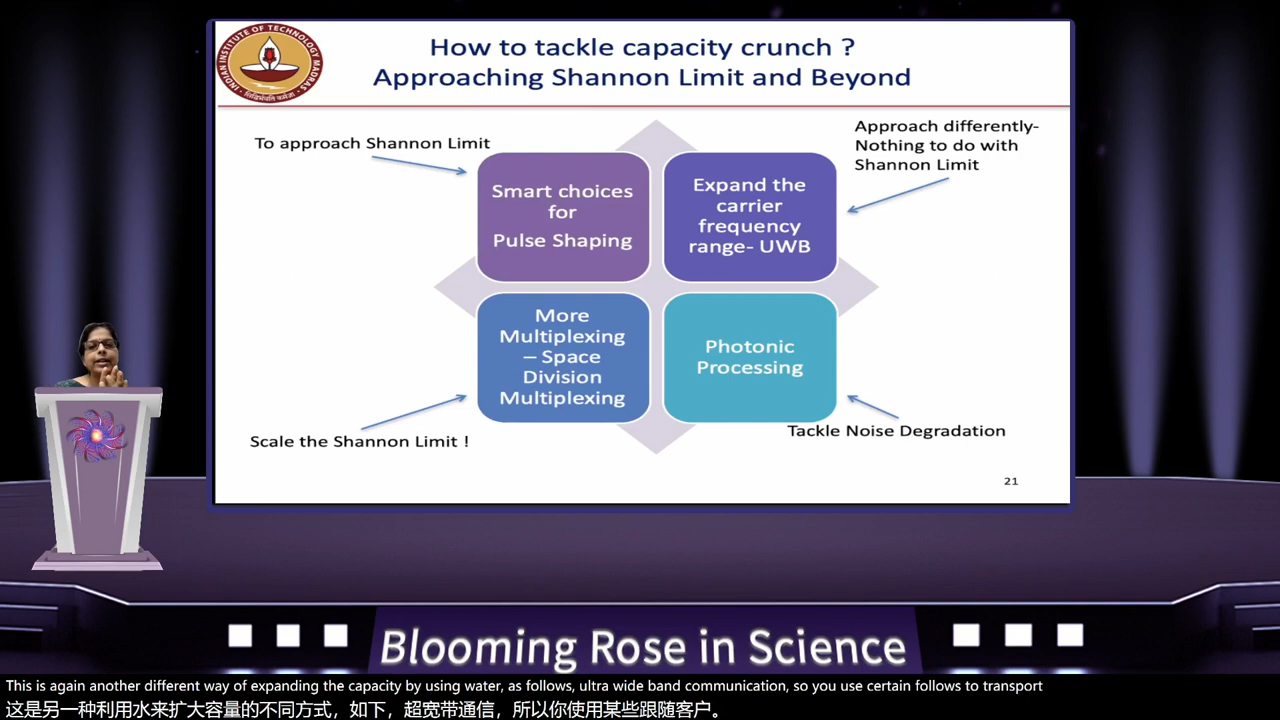 INDIAN INSTITUTE OF TECHNOLOGY MADRAS
How to tackle capacity crunch ?
Approaching Shannon Limit and Beyond
To approach Shannon Limit
Approach differently-
Nothing to do with
Shannon Limit
Smart choices
for
Pulse Shaping
Expand the
carrier
frequency
range- UWB
More
Multiplexing
– Space
Division
Multiplexing
Photonic
Processing
Scale the Shannon Limit !
Tackle Noise Degradation
21
Blooming Rose in Science
This is again another different way of expanding the capacity by using water, as follows, ultra wide band communication, so you use certain follows to transport
这是另一种利用水来扩大容量的不同方式，如下，超宽带通信，所以你使用某些跟随客户。